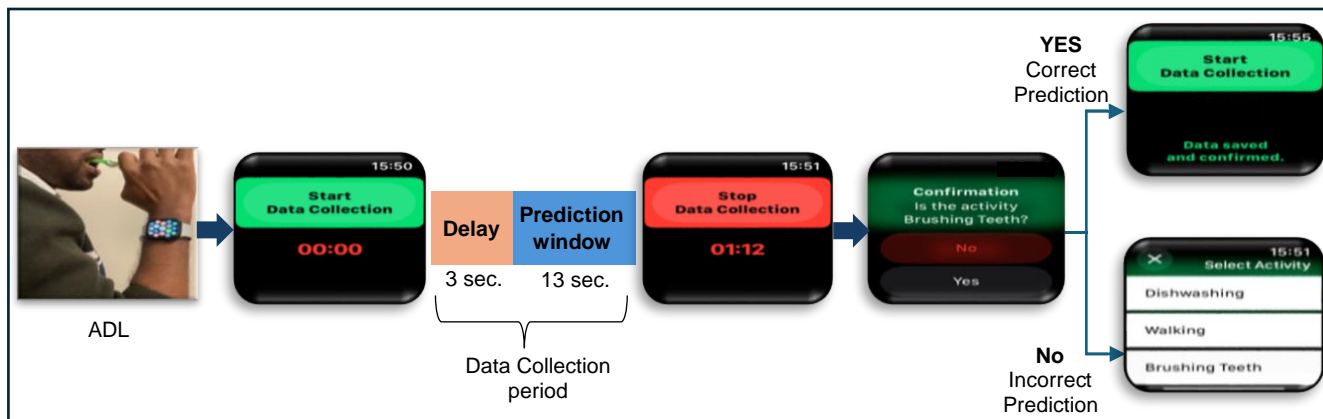 ADL
15:50
Start
Data Collection
00:00
Delay
Prediction
window
3 sec.
13 sec.
Data Collection
period
15:51
Stop
Data Collection
01:12
Confirmation
Is the activity
Brushing Teeth?
No
Yes
YES
Correct
Prediction
15:55
Start
Data Collection
Data saved
and confirmed.
No
Incorrect
Prediction
15:51
Select Activity
Dishwashing
Walking
Brushing Teeth